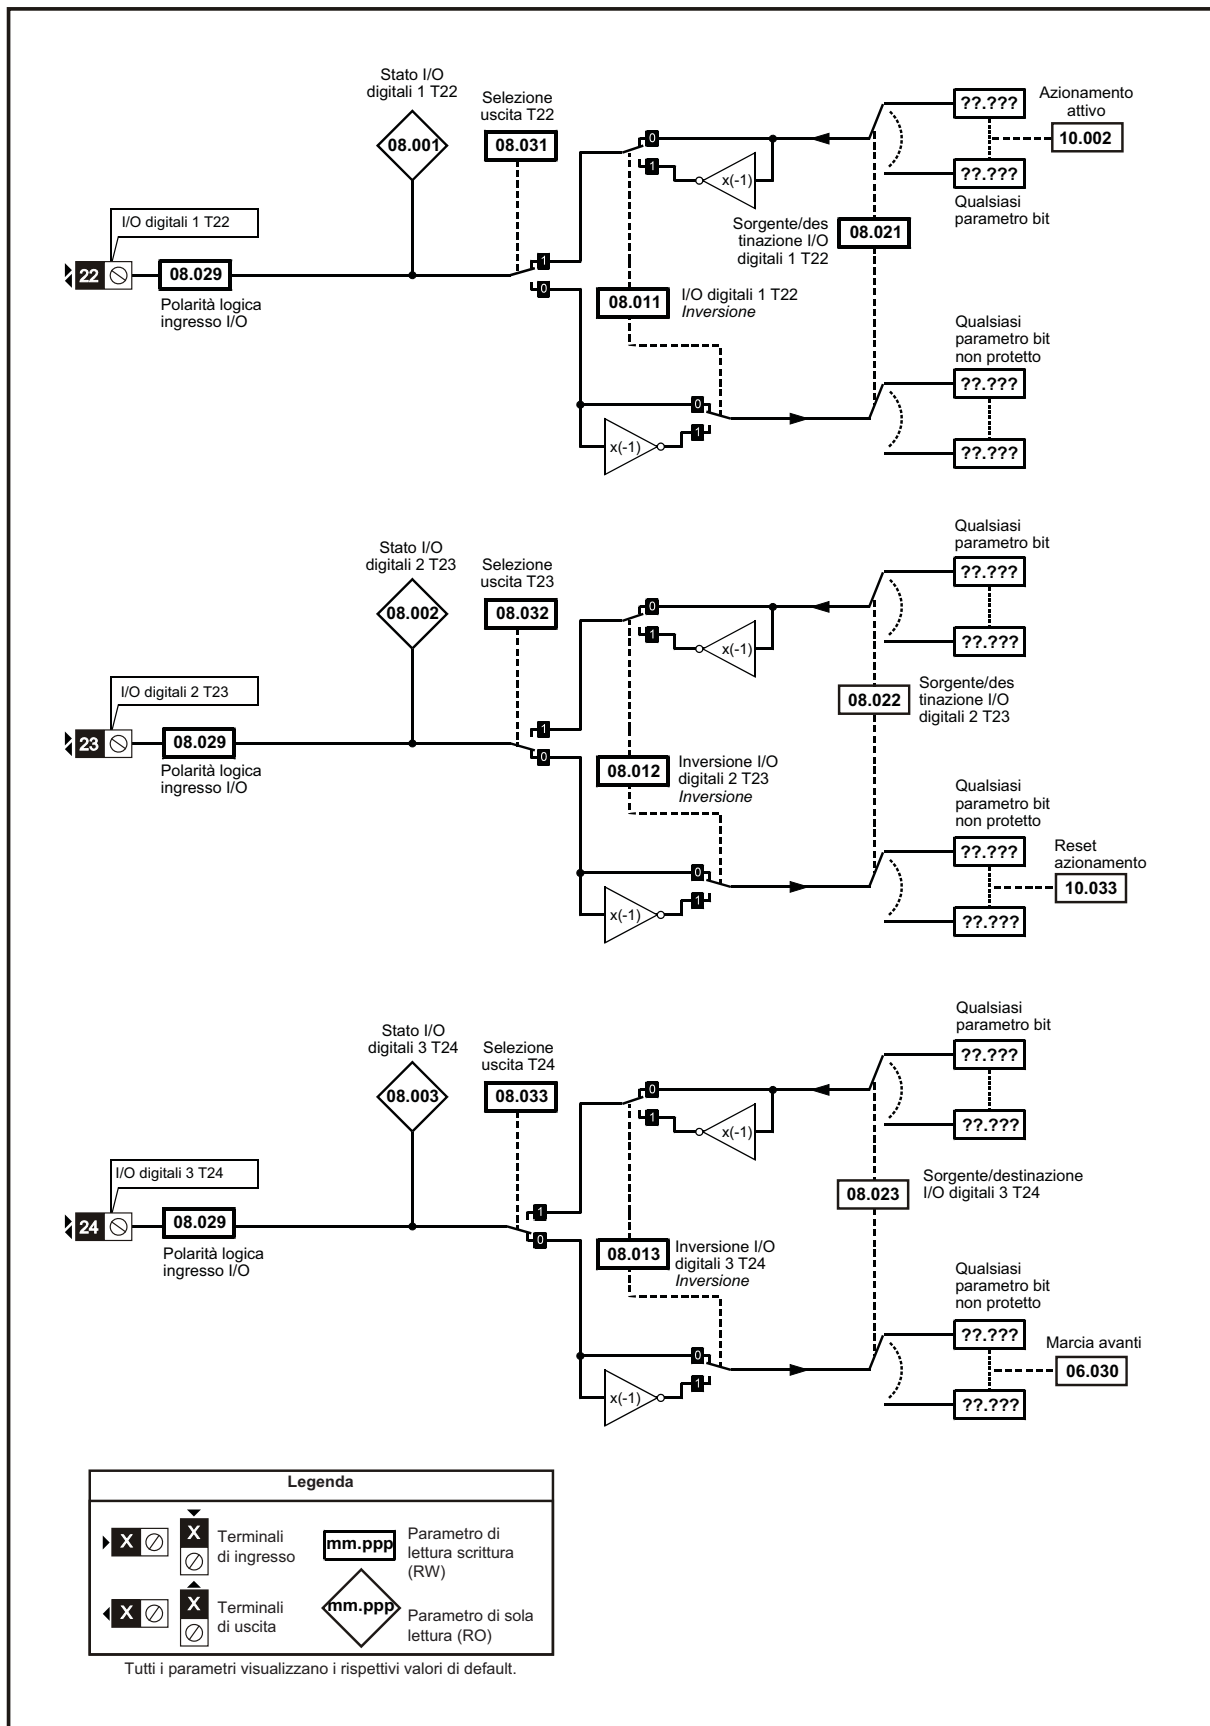 Stato I/O
digitali 1 T22
08.001
Selezione
uscita T22
08.031
0
1
x(-1)
??.???
??.???
Azionamento
attivo
10.002
Qualsiasi
parametro bit
I/O digitali 1 T22
22
08.029
Polarità logica
ingresso I/O
1
0
Sorgente/des
tinazione I/O
digitali 1 T22
08.021
08.011
I/O digitali 1 T22
Inversione
Qualsiasi
parametro bit
non protetto
??.???
??.???
0
1
x(-1)
Stato I/O
digitali 2 T23
08.002
Selezione
uscita T23
08.032
0
1
x(-1)
Qualsiasi
parametro bit
??.???
??.???
I/O digitali 2 T23
23
08.029
Polarità logica
ingresso I/O
1
0
08.022
Sorgente/des
tinazione I/O
digitali 2 T23
08.012
Inversione I/O
digitali 2 T23
Inversione
Qualsiasi
parametro bit
non protetto
??.???
??.???
Reset
azionamento
10.033
0
1
x(-1)
Stato I/O
digitali 3 T24
08.003
Selezione
uscita T24
08.033
0
1
x(-1)
Qualsiasi
parametro bit
??.???
??.???
I/O digitali 3 T24
24
08.029
Polarità logica
ingresso I/O
1
0
08.023
Sorgente/destinazione
I/O digitali 3 T24
08.013
Inversione I/O
digitali 3 T24
Inversione
Qualsiasi
parametro bit
non protetto
??.???
??.???
Marcia avanti
06.030
0
1
x(-1)
Legenda
X
X
Terminali
di ingresso
mm.ppp
Parametro di
lettura scrittura
(RW)
X
X
Terminali
di uscita
mm.ppp
Parametro di sola
lettura (RO)
Tutti i parametri visualizzano i rispettivi valori di default.